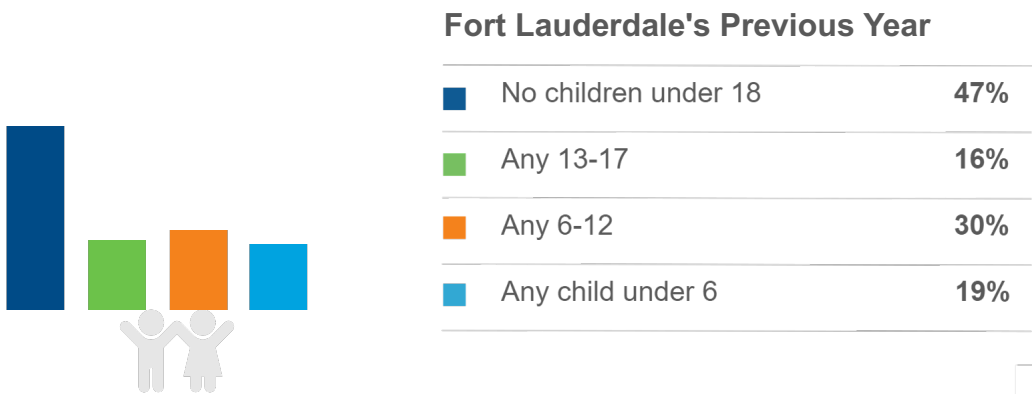 Fort Lauderdale's Previous Year
No children under 18 47%
Any 13-17 16%
Any 6-12 30%
Any child under 6 19%